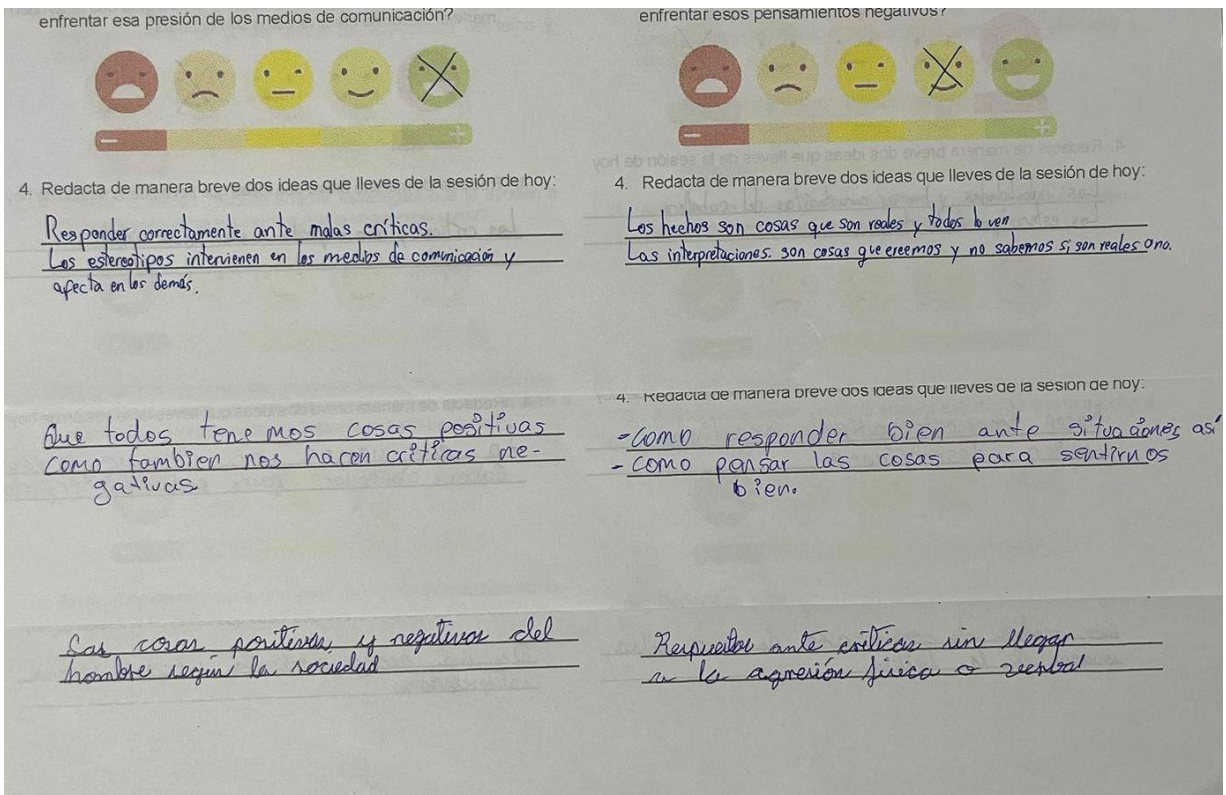 enfrentar esa presión de los medios de comunicación?
4. Redacta de manera breve dos ideas que lleves de la sesión de hoy:
Responder correctamente ante malas críticas.
Los estereotipos intervienen en los medios de comunicación y
afecta en los demás.
enfrentar esos pensamientos negativos?
4. Redacta de manera breve dos ideas que lleves de la sesión de hoy:
Los hechos son cosas que son reales y todos lo ven
Las interpretaciones. son cosas que creemos y no sabemos si son reales o no.
Que todos tenemos cosas positivas
como tambien nos hacen criticas ne-
gativas
4. Redacta de manera breve dos ideas que lleves de la sesión de hoy:
-como responder bien ante situaciones así
-como pensar las cosas para sentirnos
bien.
Las cosas positivas y negativas del
hombre según la sociedad
Respuestas ante críticas sin llegar
a la agresión física o verbal